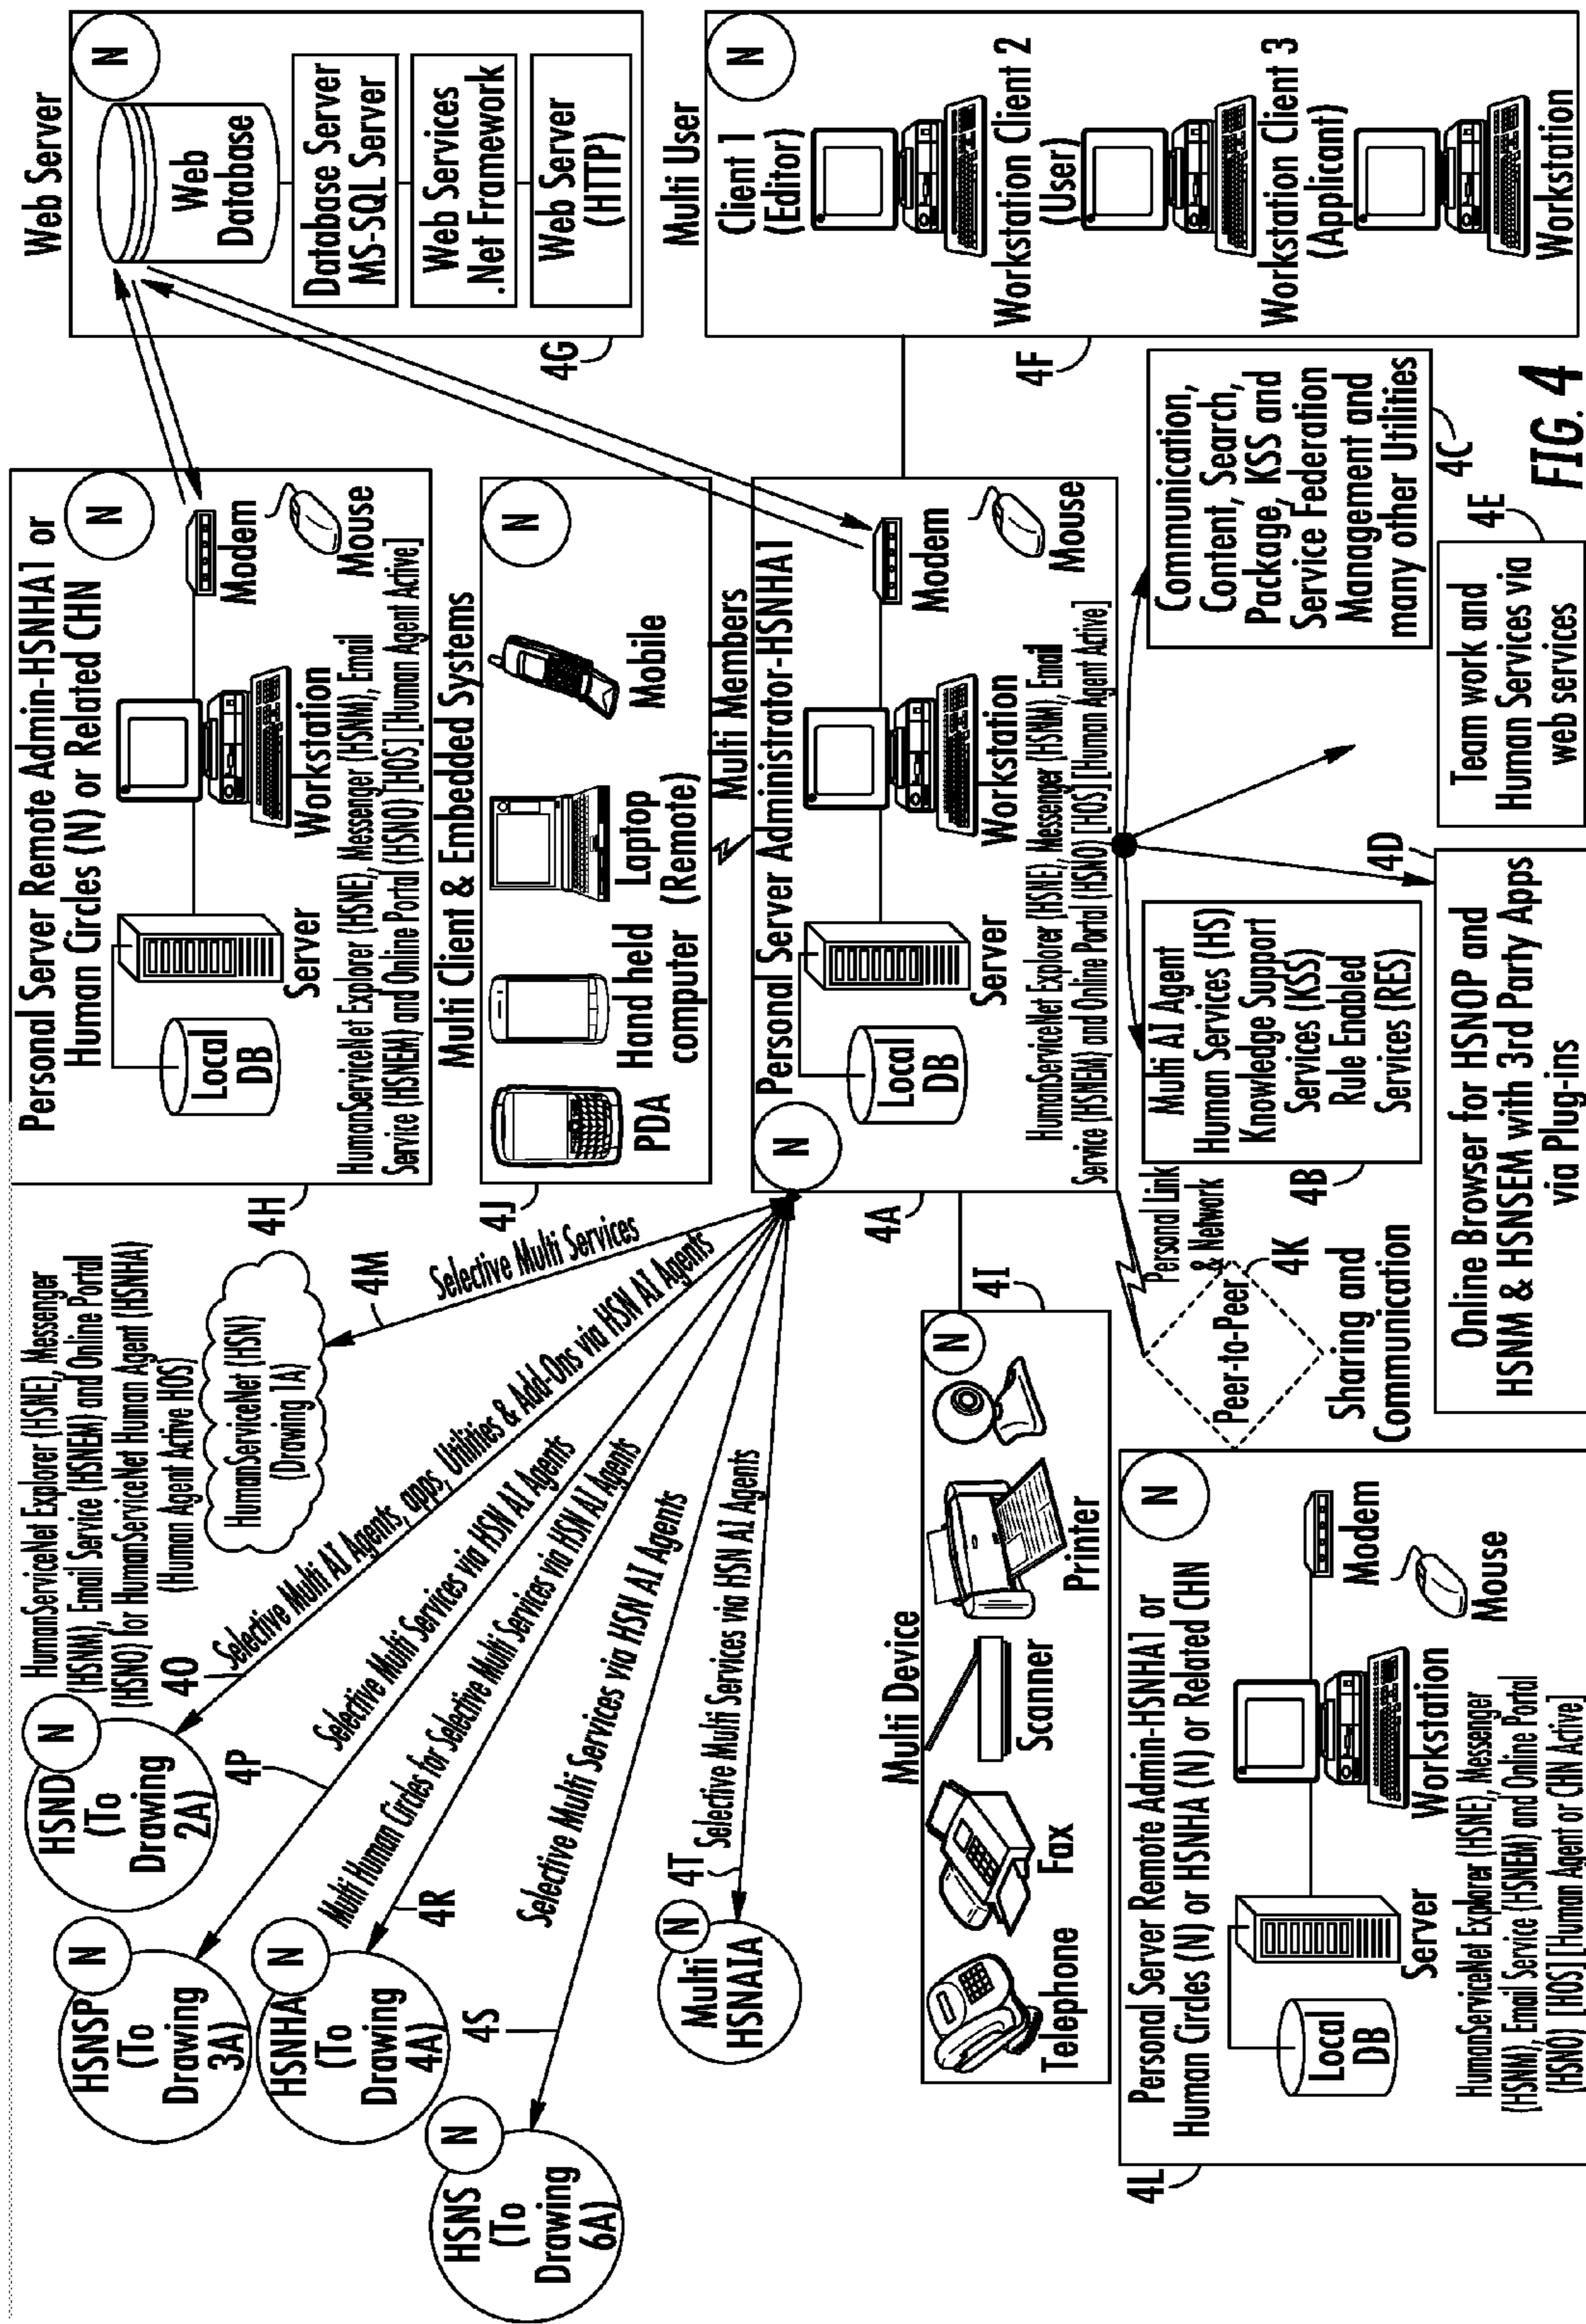 HSNS
(To
Drawing
6A)
N
HSNSP
(To
Drawing
3A)
N
HSNHA
(To
Drawing
4A)
N
HSND
(To
Drawing
2A)
N
Multi
HSNAIA
N
4S
4R
4P
4O
4T
4M
Selective Multi Services via HSN AI Agents
Selective Multi Services via HSN AI Agents
Multi Human Circles for Selective Multi Services via HSN AI Agents
Selective Multi Services via HSN AI Agents
Selective Multi AI Agents, apps, Utilities & Add-Ons via HSN AI Agents
Selective Multi Services
HumanServiceNet Explorer (HSNE), Messenger
(HSNM), Email Service (HSNEM) and Online Portal
(HSNO) for HumanServiceNet Human Agent (HSNHA)
(Human Agent Active HOS)
HumanServiceNet (HSN)
(Drawing 1A)
Personal Server Remote Admin-HSNHA1 or
Human Circles (N) or Related CHN
N
Local
DB
Server
Workstation
Modem
Mouse
HumanServiceNet Explorer (HSNE), Messenger (HSNM), Email
Service (HSNEM) and Online Portal (HSNO) [HOS] [Human Agent Active]
4H
Web Server
N
Web
Database
Database Server
MS-SQL Server
Web Services
.Net Framework
Web Server
(HTTP)
4G
Multi Client & Embedded Systems
N
PDA
Hand held
computer
Laptop
(Remote)
Mobile
4J
Multi Members
Personal Server Administrator-HSNHA1
N
Local
DB
Server
Workstation
Modem
Mouse
HumanServiceNet Explorer (HSNE), Messenger (HSNM), Email
Service (HSNEM) and Online Portal (HSNO) [HOS] [Human Agent Active]
4A
Multi User
N
Client 1
(Editor)
Workstation Client 2
(User)
Workstation Client 3
(Applicant)
Workstation
4F
Multi Device
N
Telephone
Fax
Scanner
Printer
4I
Personal Link
& Network
Peer-to-Peer
4K
Sharing and
Communication
Multi AI Agent
Human Services (HS)
Knowledge Support
Services (KSS)
Rule Enabled
Services (RES)
4B
Communication,
Content, Search,
Package, KSS and
Service Federation
Management and
many other Utilities
4C
4D
Online Browser for HSNOP and
HSNM & HSNSEM with 3rd Party Apps
via Plug-ins
4E
Team work and
Human Services via
web services
Personal Server Remote Admin-HSNHA1 or
Human Circles (N) or HSNHA (N) or Related CHN
N
Local
DB
Server
Workstation
Modem
Mouse
HumanServiceNet Explorer (HSNE), Messenger
(HSNM), Email Service (HSNEM) and Online Portal
(HSNO) [HOS] [Human Agent or CHN Active]
4L
FIG. 4